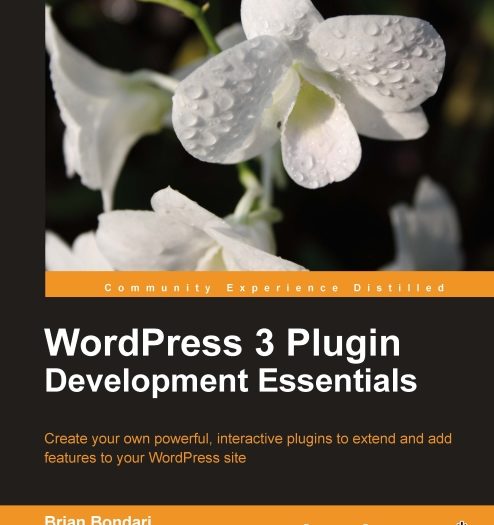 Community Experience Distilled
WordPress 3 Plugin
Development Essentials
Create your own powerful, interactive plugins to extend and add
features to your WordPress site
Brian Bondari